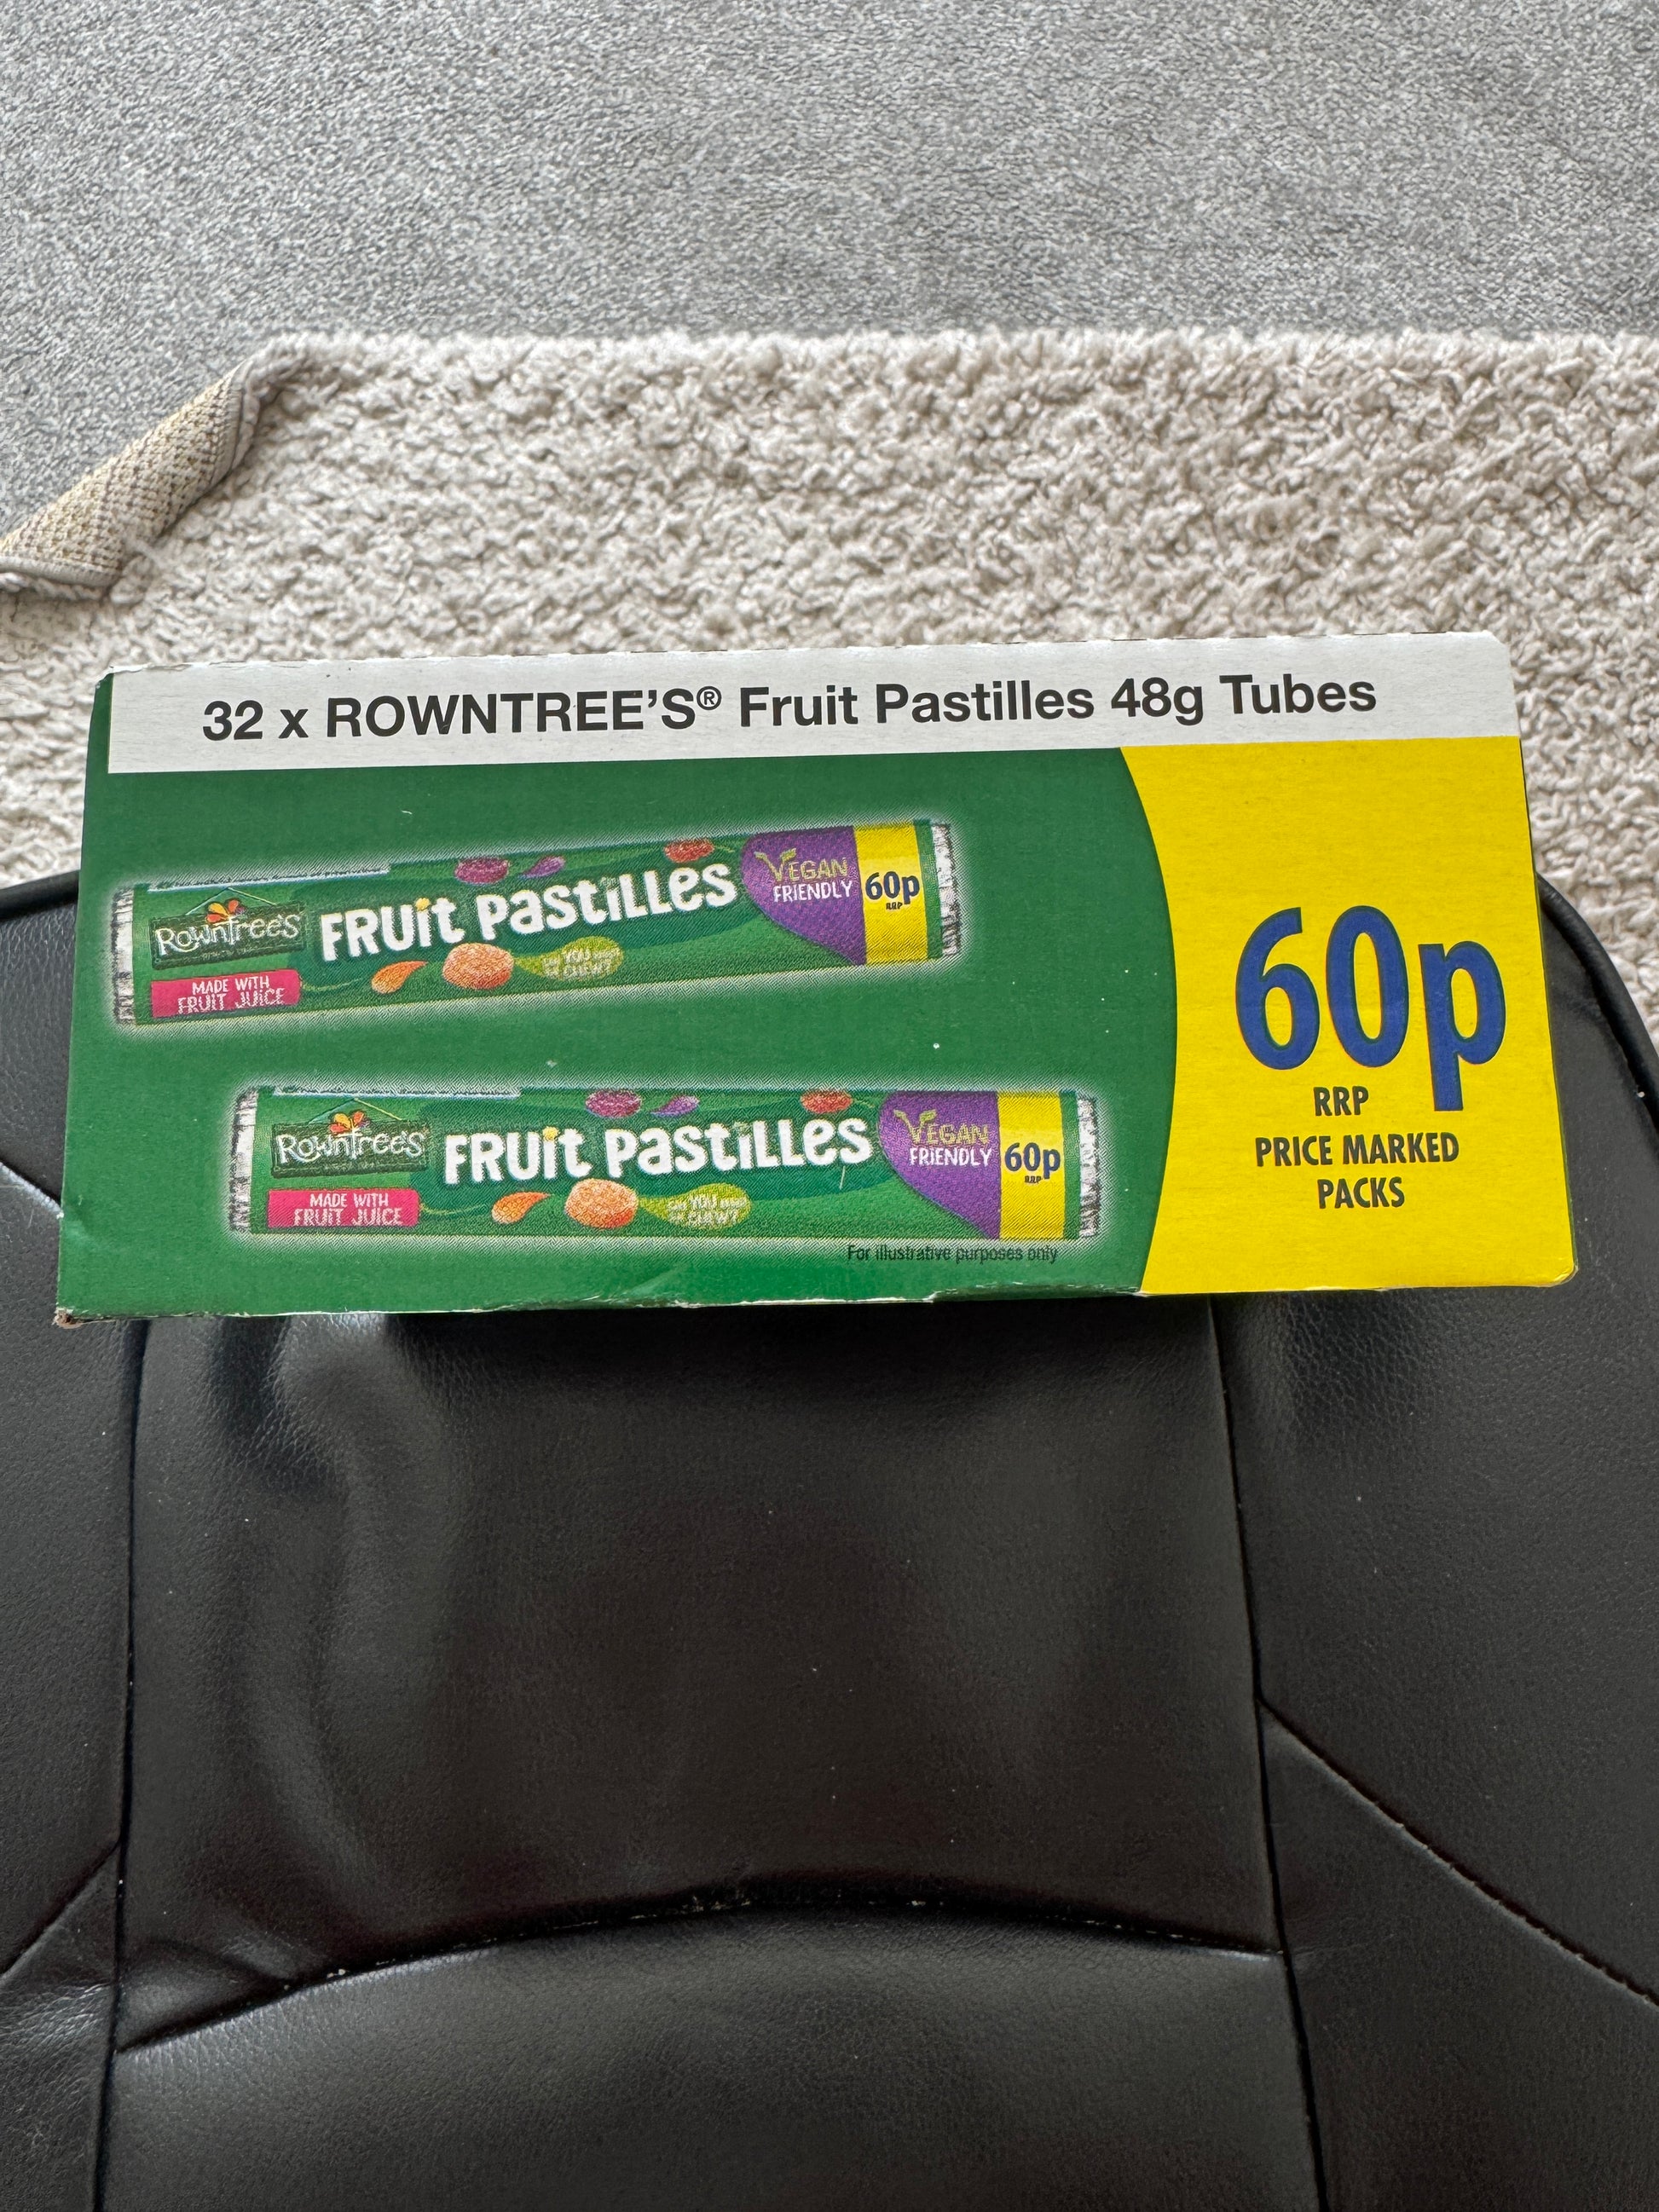 32 x ROWNTREE'S® Fruit Pastilles 48g Tubes
ROWNTREE'S
FRUIT PASTILLES
VEGAN
FRIENDLY
60p
RRP
MADE WITH
FRUIT JUICE
ROWNTREE'S
FRUIT PASTILLES
VEGAN
FRIENDLY
60p
RRP
MADE WITH
FRUIT JUICE
For illustrative purposes only
60p
RRP
PRICE MARKED
PACKS